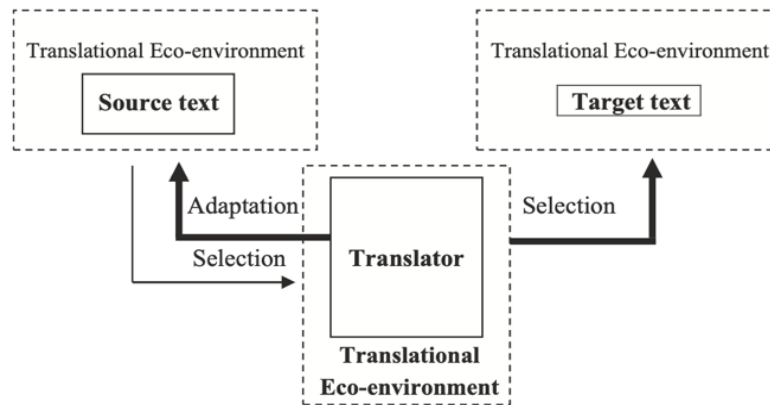 Translational Eco-environment
Source text
Translational Eco-environment
Target text
Adaptation
Selection
Selection
Translator
Translational
Eco-environment